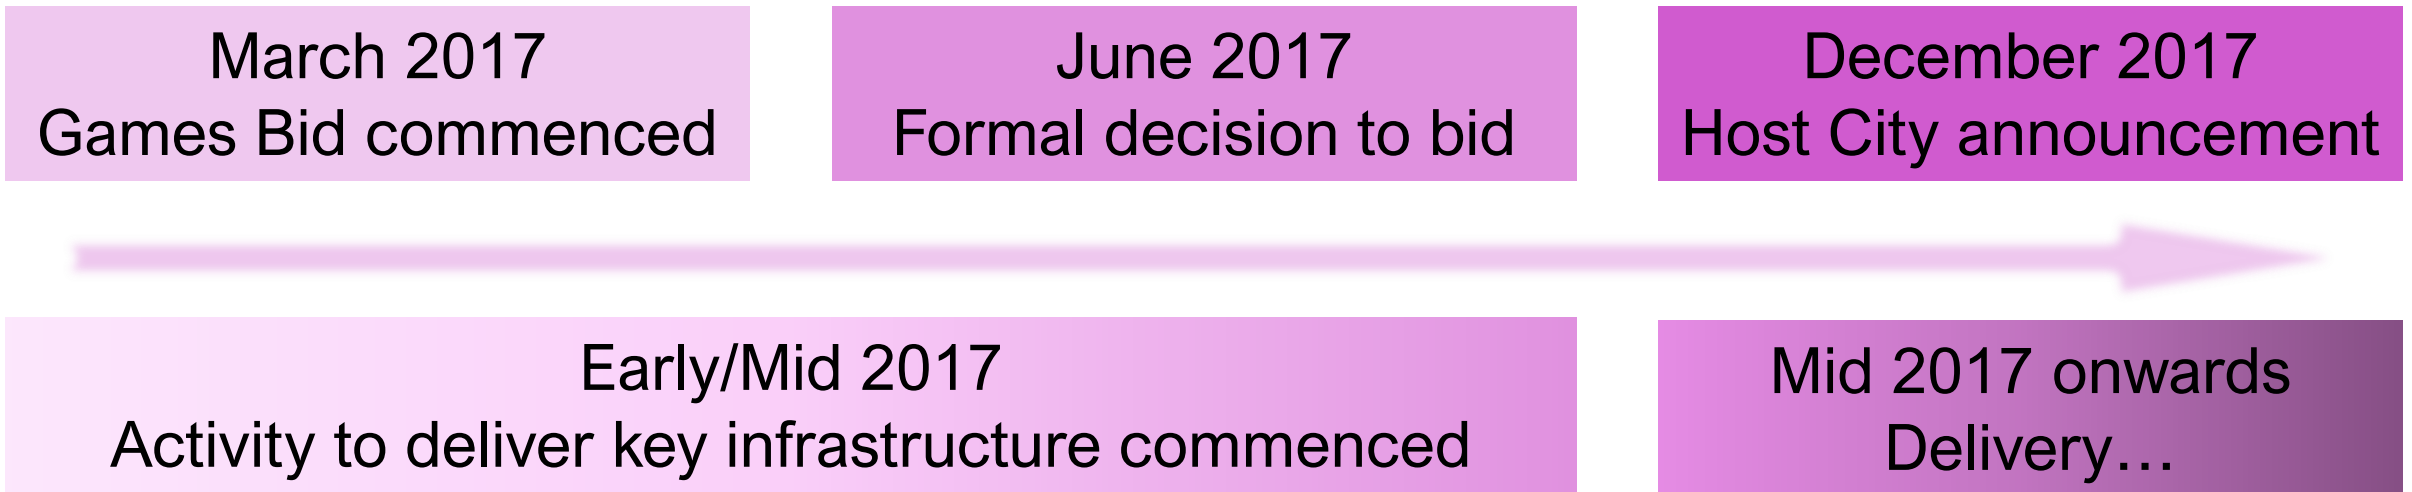 March 2017
Games Bid commenced
June 2017
Formal decision to bid
December 2017
Host City announcement
Early/Mid 2017
Activity to deliver key infrastructure commenced
Mid 2017 onwards
Delivery…